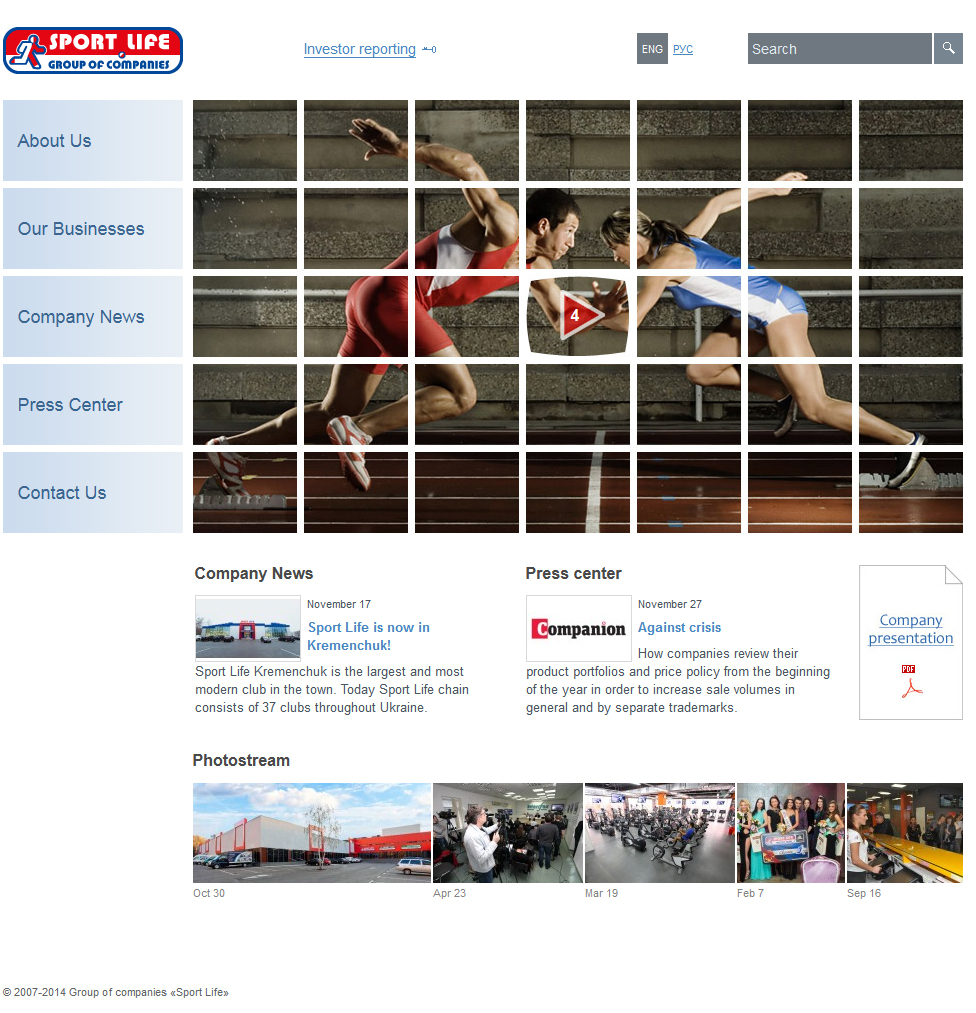 SPORT LIFE
GROUP OF COMPANIES
Investor reporting
ENG
РУС
Search
About Us
Our Businesses
Company News
Press Center
Contact Us
4
Company News
November 17
Sport Life is now in
Kremenchuk!
Sport Life Kremenchuk is the largest and most
modern club in the town. Today Sport Life chain
consists of 37 clubs throughout Ukraine.
Press center
November 27
Companion
Against crisis
How companies review their
product portfolios and price policy from the beginning
of the year in order to increase sale volumes in
general and by separate trademarks.
Company
presentation
PDF
Photostream
Oct 30
Apr 23
Mar 19
Feb 7
Sep 16
© 2007-2014 Group of companies «Sport Life»